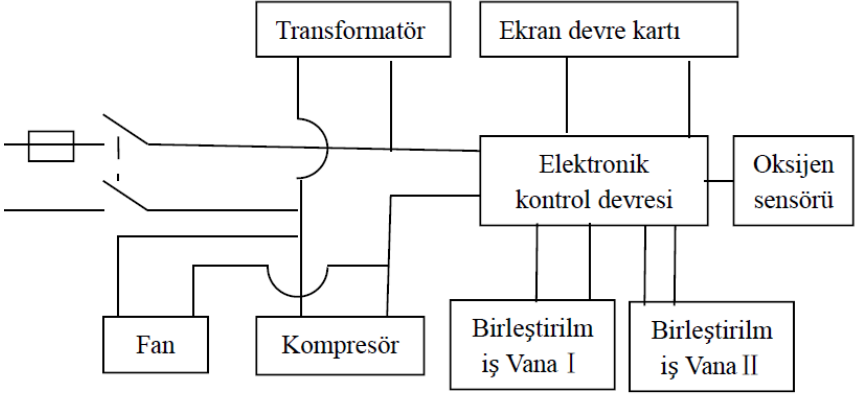 Transformatör
Ekran devre kartı
Elektronik
kontrol devresi
Oksijen
sensörü
Fan
Kompresör
Birleştirilm
iş Vana Ⅰ
Birleştirilm
iş Vana Ⅱ